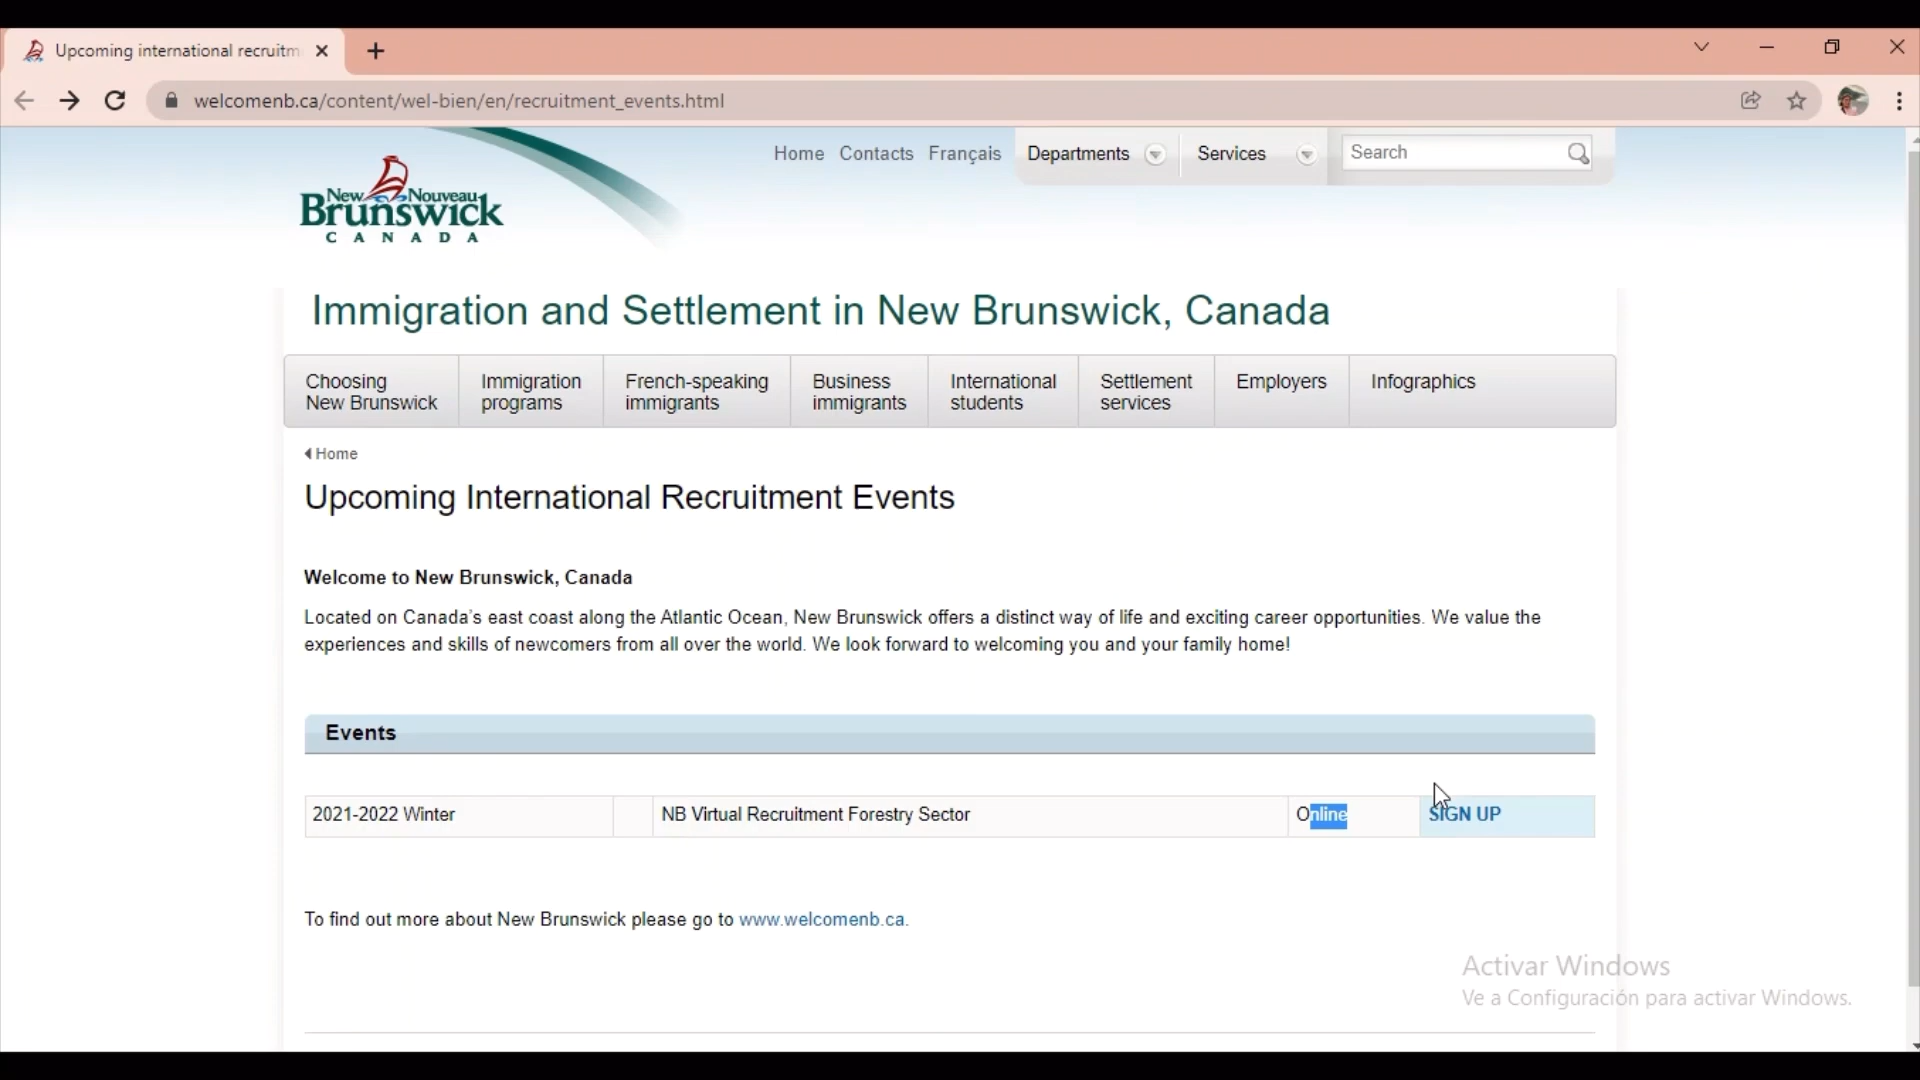 Upcoming international recruitm
welcomenb.ca/content/wel-bien/en/recruitment_events.html
Home Contacts Français Departments Services Search
New Nouveau
Brunswick
CANADA
Immigration and Settlement in New Brunswick, Canada
Choosing New Brunswick
Immigration programs
French-speaking immigrants
Business immigrants
International students
Settlement services
Employers
Infographics
Home
Upcoming International Recruitment Events
Welcome to New Brunswick, Canada
Located on Canada's east coast along the Atlantic Ocean, New Brunswick offers a distinct way of life and exciting career opportunities. We value the
experiences and skills of newcomers from all over the world. We look forward to welcoming you and your family home!
Events
2021-2022 Winter NB Virtual Recruitment Forestry Sector Online SIGN UP
To find out more about New Brunswick please go to www.welcomenb.ca.
Activar Windows
Ve a Configuración para activar Windows.